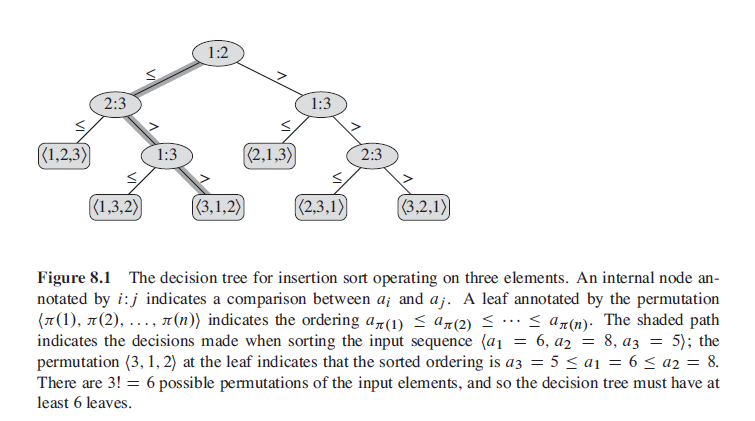 1:2
≤ >
2:3 1:3
≤ > ≤ >
⟨1,2,3⟩ 1:3 ⟨2,1,3⟩ 2:3
≤ > ≤ >
⟨1,3,2⟩ ⟨3,1,2⟩ ⟨2,3,1⟩ ⟨3,2,1⟩
Figure 8.1 The decision tree for insertion sort operating on three elements. An internal node an-
notated by i: j indicates a comparison between aᵢ and aⱼ. A leaf annotated by the permutation
⟨π(1), π(2), . . . , π(n)⟩ indicates the ordering a_π(1) ≤ a_π(2) ≤ ··· ≤ a_π(n). The shaded path
indicates the decisions made when sorting the input sequence ⟨a₁ = 6, a₂ = 8, a₃ = 5⟩; the
permutation ⟨3, 1, 2⟩ at the leaf indicates that the sorted ordering is a₃ = 5 ≤ a₁ = 6 ≤ a₂ = 8.
There are 3! = 6 possible permutations of the input elements, and so the decision tree must have at
least 6 leaves.